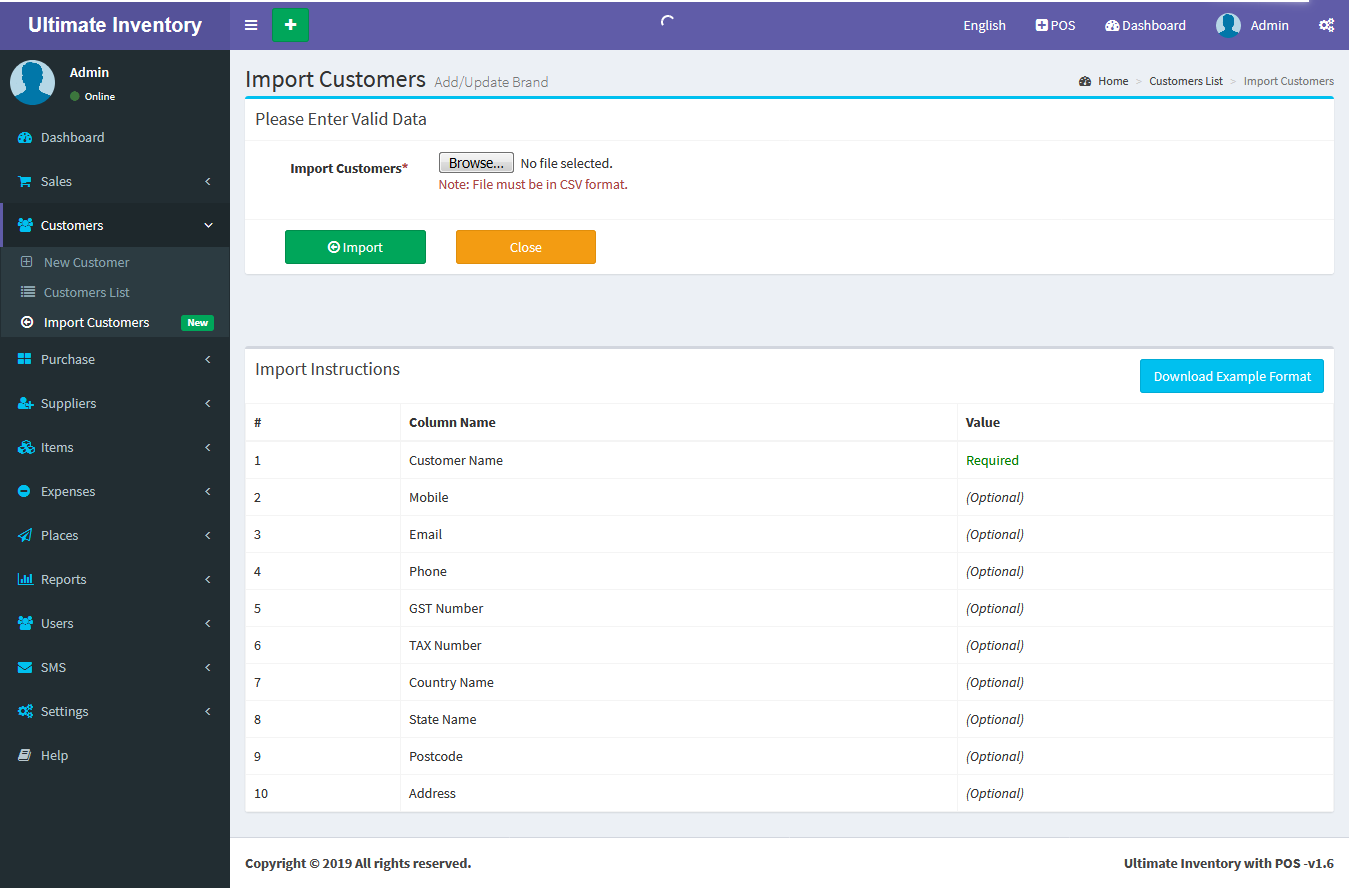 Ultimate Inventory
English
POS
Dashboard
Admin
Admin
Online
Dashboard
Sales
Customers
New Customer
Customers List
Import Customers New
Purchase
Suppliers
Items
Expenses
Places
Reports
Users
SMS
Settings
Help
Import Customers Add/Update Brand
Home > Customers List > Import Customers
Please Enter Valid Data
Import Customers* Browse... No file selected.
Note: File must be in CSV format.
Import Close
Import Instructions
Download Example Format
# Column Name Value
1 Customer Name Required
2 Mobile (Optional)
3 Email (Optional)
4 Phone (Optional)
5 GST Number (Optional)
6 TAX Number (Optional)
7 Country Name (Optional)
8 State Name (Optional)
9 Postcode (Optional)
10 Address (Optional)
Copyright © 2019 All rights reserved.
Ultimate Inventory with POS -v1.6